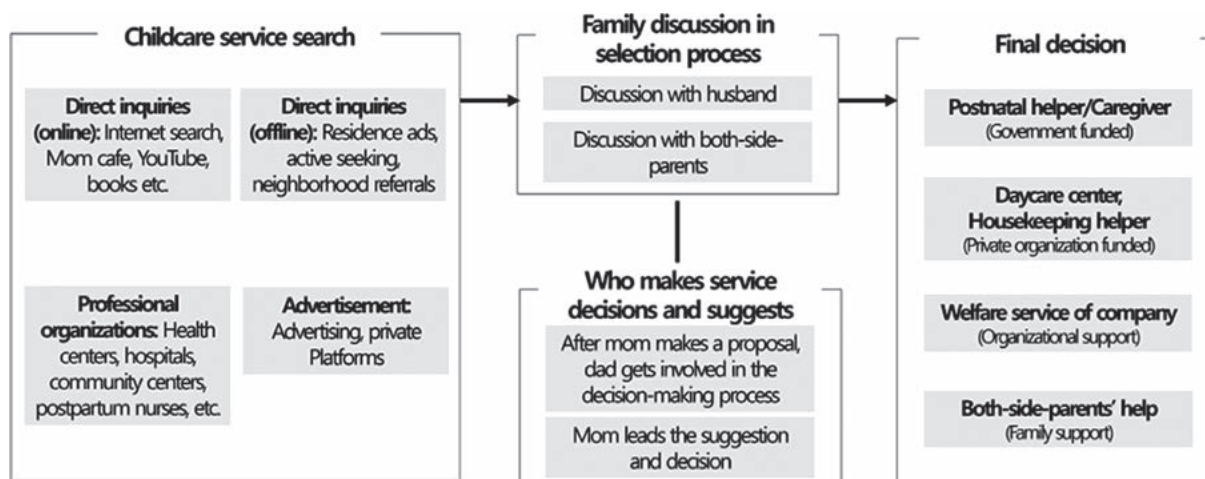 Childcare service search
Direct inquiries
(online): Internet search,
Mom cafe, YouTube,
books etc.
Direct inquiries
(offline): Residence ads,
active seeking,
neighborhood referrals
Professional
organizations: Health
centers, hospitals,
community centers,
postpartum nurses, etc.
Advertisement:
Advertising, private
Platforms
Family discussion in
selection process
Discussion with husband
Discussion with both-side-
parents
Who makes service
decisions and suggests
After mom makes a proposal,
dad gets involved in the
decision-making process
Mom leads the suggestion
and decision
Final decision
Postnatal helper/Caregiver
(Government funded)
Daycare center,
Housekeeping helper
(Private organization funded)
Welfare service of company
(Organizational support)
Both-side-parents’ help
(Family support)